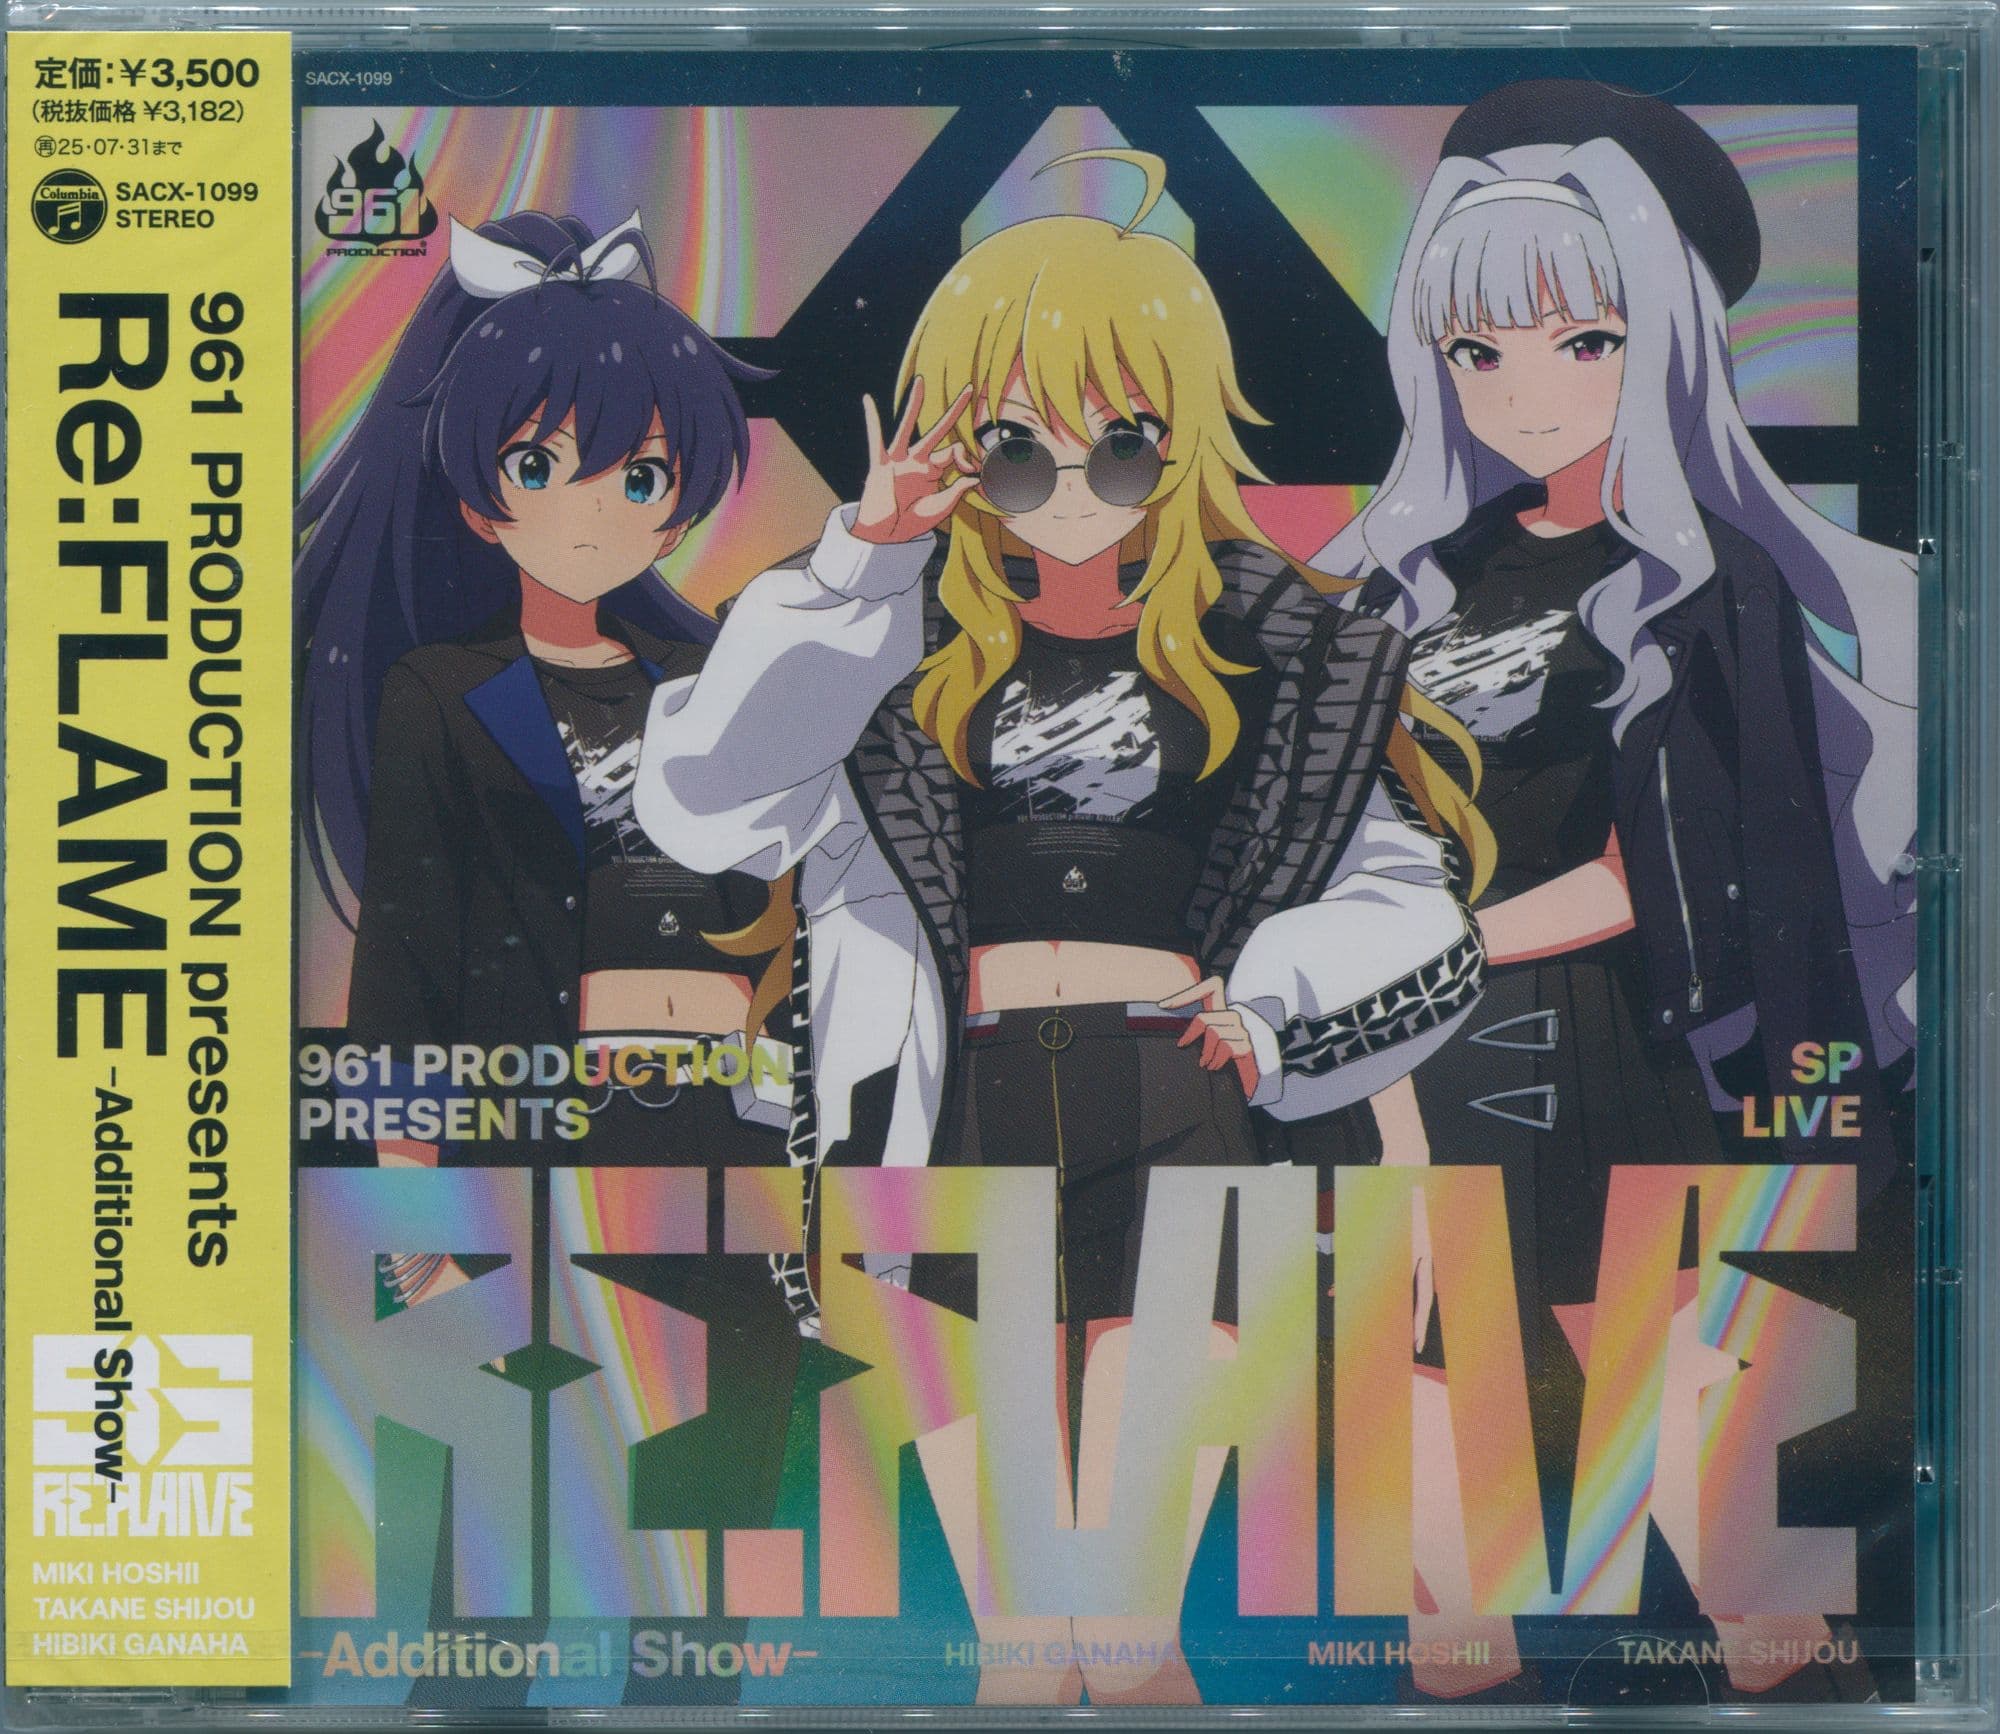 定価:¥3,500
(税抜価格 ¥3,182)
再25・07・31まで
Columbia
SACX-1099
STEREO
961 PRODUCTION presents
Re:FLAME -Additional Show-
RE:FLAME
MIKI HOSHII
TAKANE SHIJOU
HIBIKI GANAHA
SACX-1099
961
PRODUCTION
961 PRODUCTION
PRESENTS
SP
LIVE
RE:FLAME
-Additional Show-
HIBIKI GANAHA
MIKI HOSHII
TAKANE SHIJOU